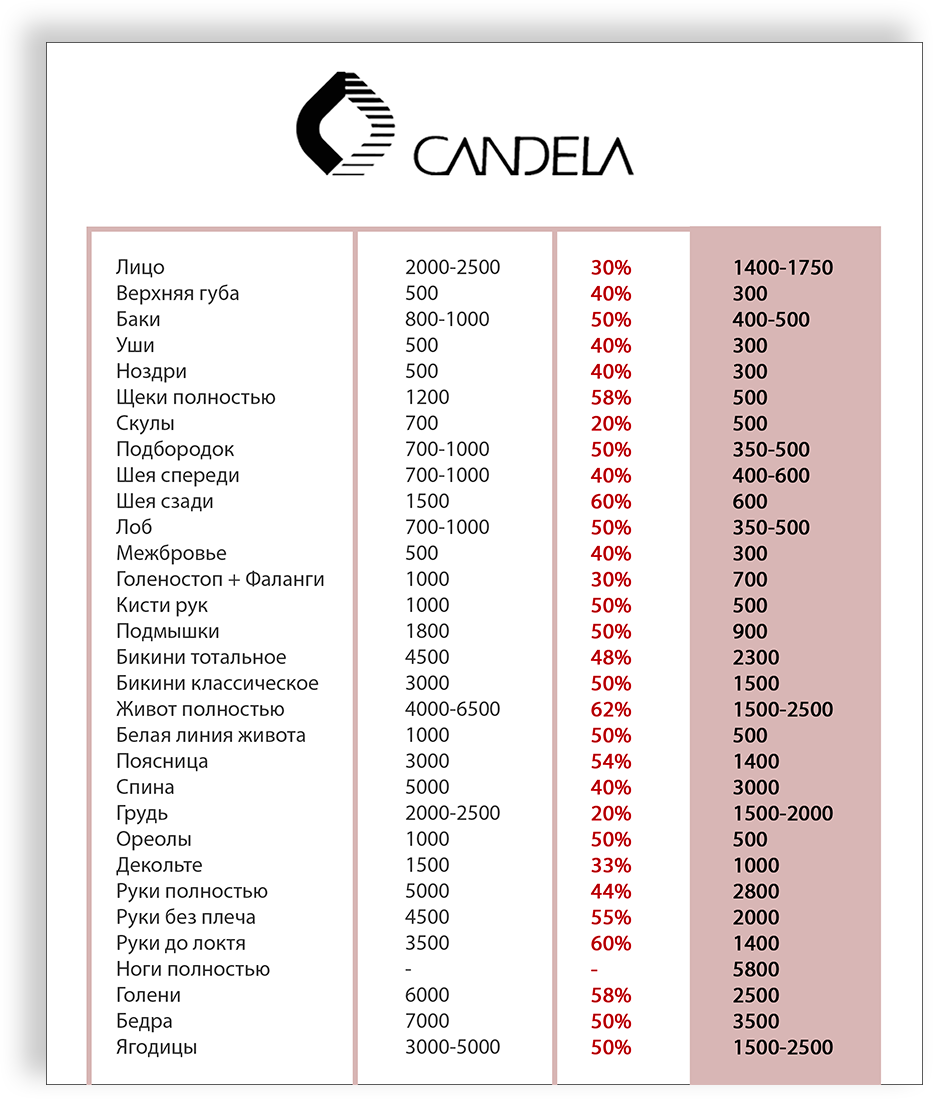 CANDELA
Лицо 2000-2500 30% 1400-1750
Верхняя губа 500 40% 300
Баки 800-1000 50% 400-500
Уши 500 40% 300
Ноздри 500 40% 300
Щеки полностью 1200 58% 500
Скулы 700 20% 500
Подбородок 700-1000 50% 350-500
Шея спереди 700-1000 40% 400-600
Шея сзади 1500 60% 600
Лоб 700-1000 50% 350-500
Межбровье 500 40% 300
Голеностоп + Фаланги 1000 30% 700
Кисти рук 1000 50% 500
Подмышки 1800 50% 900
Бикини тотальное 4500 48% 2300
Бикини классическое 3000 50% 1500
Живот полностью 4000-6500 62% 1500-2500
Белая линия живота 1000 50% 500
Поясница 3000 54% 1400
Спина 5000 40% 3000
Грудь 2000-2500 20% 1500-2000
Ореолы 1000 50% 500
Декольте 1500 33% 1000
Руки полностью 5000 44% 2800
Руки без плеча 4500 55% 2000
Руки до локтя 3500 60% 1400
Ноги полностью - - 5800
Голени 6000 58% 2500
Бедра 7000 50% 3500
Ягодицы 3000-5000 50% 1500-2500